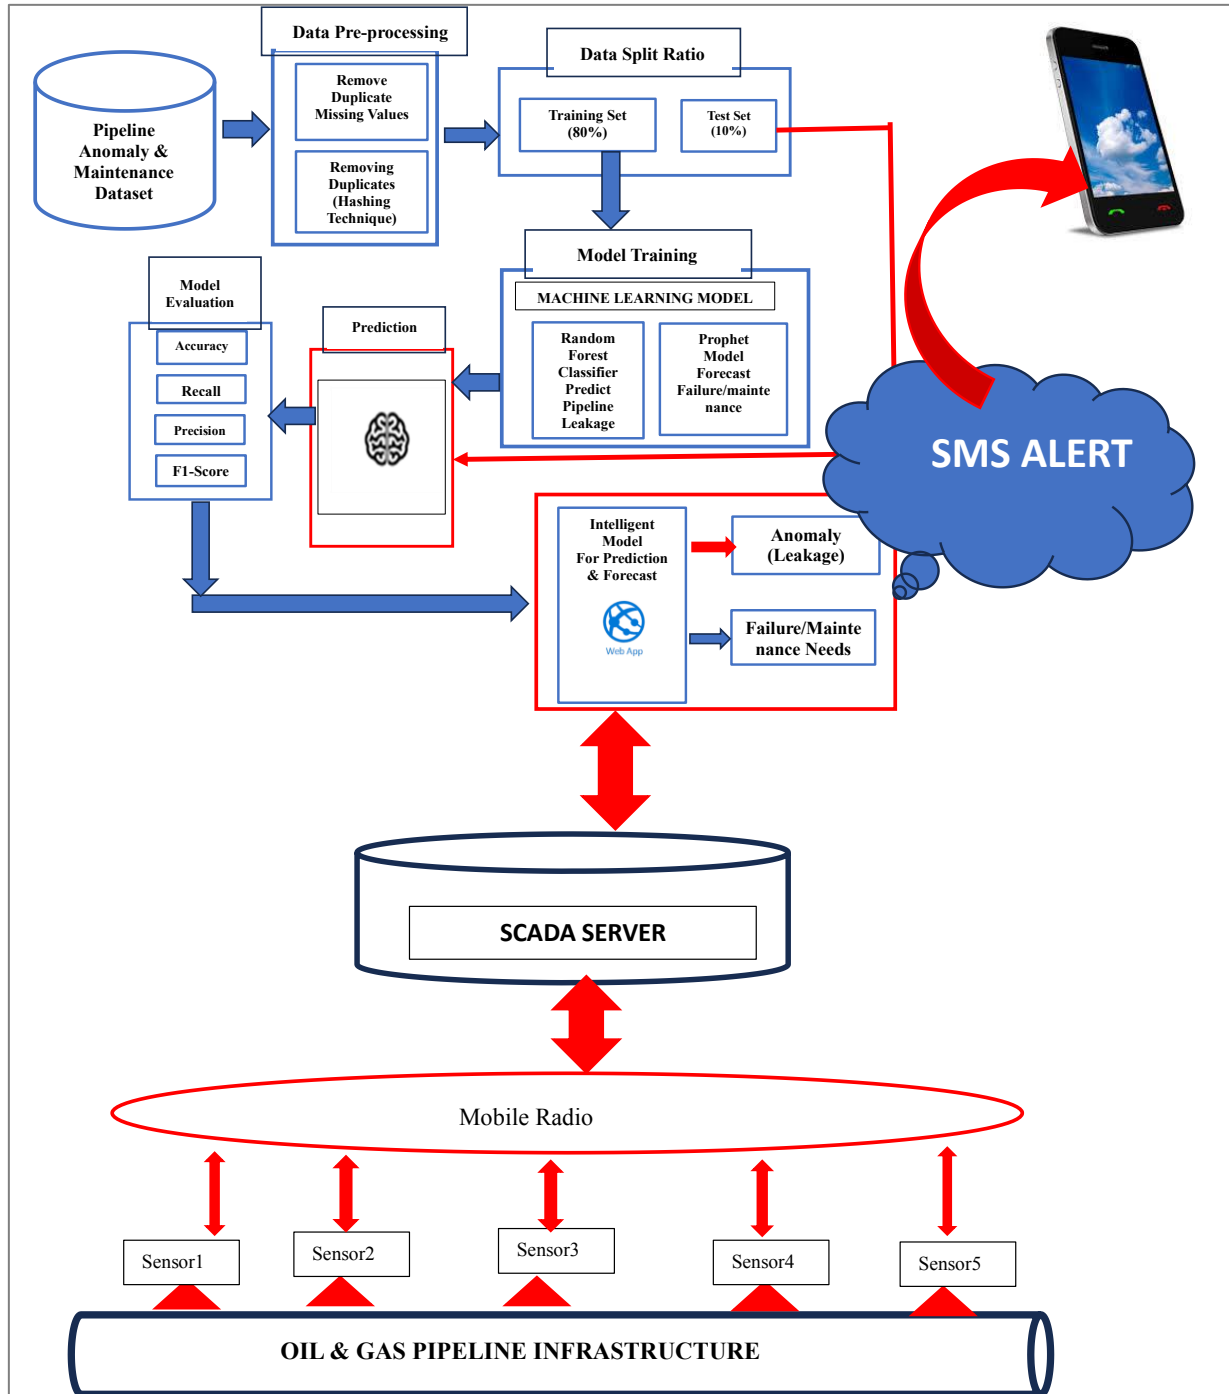 Data Pre-processing
Data Split Ratio
Pipeline
Anomaly &
Maintenance
Dataset
Remove
Duplicate
Missing Values
Removing
Duplicates
(Hashing
Technique)
Training Set
(80%)
Test Set
(10%)
Model Training
MACHINE LEARNING MODEL
Random
Forest
Classifier
Predict
Pipeline
Leakage
Prophet
Model
Forecast
Failure/mainte
nance
Model
Evaluation
Accuracy
Recall
Precision
F1-Score
Prediction
SMS ALERT
Intelligent
Model
For Prediction
& Forecast
Web App
Anomaly
(Leakage)
Failure/Mainte
nance Needs
SCADA SERVER
Mobile Radio
Sensor1
Sensor2
Sensor3
Sensor4
Sensor5
OIL & GAS PIPELINE INFRASTRUCTURE